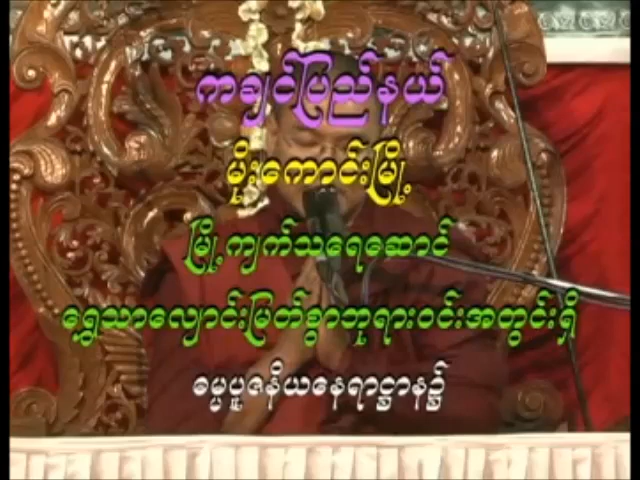 ကချင်ပြည်နယ်
မိုးကောင်းမြို့
မြို့ကျက်သရေဆောင်
ရွှေသာလျောင်းမြတ်စွာဘုရားဝင်းအတွင်းရှိ
ဓမ္မပူဇနိယနေရာဋ္ဌာန၌